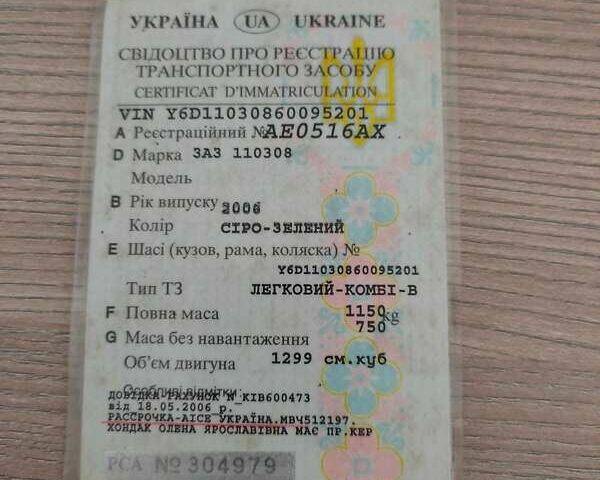 УКРАЇНА UA UKRAINE
СВІДОЦТВО ПРО РЕЄСТРАЦІЮ
ТРАНСПОРТНОГО ЗАСОБУ
CERTIFICAT D'IMMATRICULATION
VIN Y6D11030860095201
A Реєстраційний № АЕ0516АХ
D Марка ЗАЗ 110308
Модель
B Рік випуску 2006
Колір СІРО-ЗЕЛЕНИЙ
E Шасі (кузов, рама, коляска) №
Y6D11030860095201
Тип ТЗ ЛЕГКОВИЙ-КОМБІ-В
F Повна маса 1150 kg
G Маса без навантаження 750
Об'єм двигуна 1299 см.куб
Особливі відмітки:
ДОВІДКА-РАХУНОК № КІВ600473
від 18.05.2006 р.
РАССРОЧКА-АІСЕ УКРАЇНА.МВЧ512197.
ХОНДАК ОЛЕНА ЯРОСЛАВІВНА МАЄ ПР.КЕР
РСА № 304979